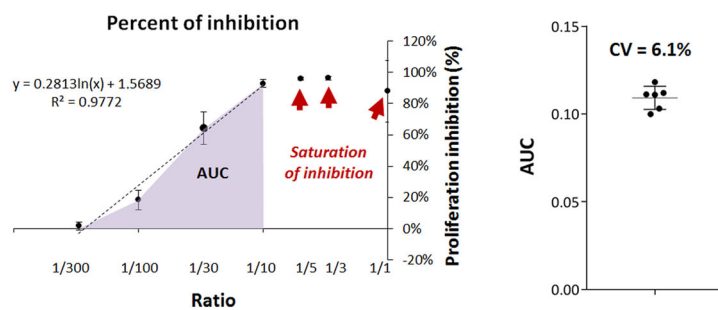 Percent of inhibition
y = 0.2813ln(x) + 1.5689
R² = 0.9772
AUC
Saturation
of inhibition
120%
100%
80%
60%
40%
20%
0%
-20%
Proliferation inhibition (%)
1/300
1/100
1/30
1/10
1/5
1/3
1/1
Ratio
0.15
0.10
0.05
0.00
AUC
CV = 6.1%